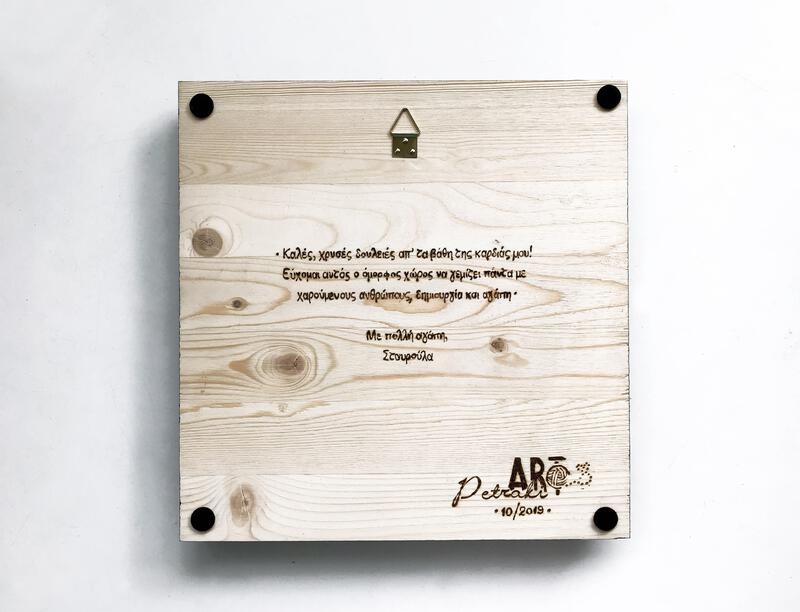 · Καλές, χρυσές δουλειές απ' τα βάθη της καρδιάς μου!
Εύχομαι αυτός ο όμορφος χώρος να γεμίζει πάντα με
χαρούμενους ανθρώπους, δημιουργία και αγάπη ·
Με πολλή αγάπη,
Σταυρούλα
ART
Petraki
· 10/2019 ·